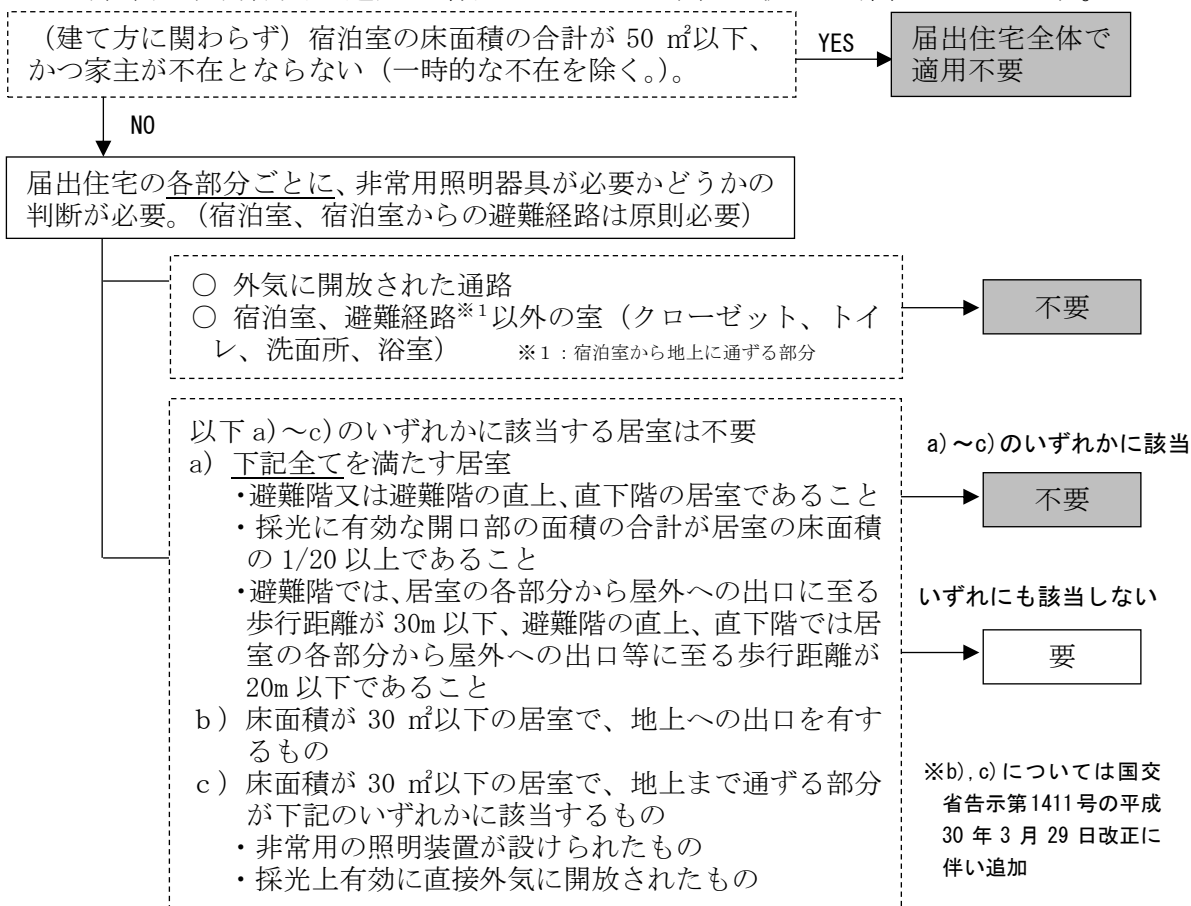 (建て方に関わらず)宿泊室の床面積の合計が 50 ㎡以下、
かつ家主が不在とならない(一時的な不在を除く。)。
YES
届出住宅全体で
適用不要
NO
届出住宅の各部分ごとに、非常用照明器具が必要かどうかの
判断が必要。(宿泊室、宿泊室からの避難経路は原則必要)
○ 外気に開放された通路
○ 宿泊室、避難経路※1以外の室(クローゼット、トイ
レ、洗面所、浴室) ※1:宿泊室から地上に通ずる部分
不要
以下 a)~c)のいずれかに該当する居室は不要
a) 下記全てを満たす居室
・避難階又は避難階の直上、直下階の居室であること
・採光に有効な開口部の面積の合計が居室の床面積
の 1/20 以上であること
・避難階では、居室の各部分から屋外への出口に至る
歩行距離が 30m 以下、避難階の直上、直下階では居
室の各部分から屋外への出口等に至る歩行距離が
20m 以下であること
b)床面積が 30 ㎡以下の居室で、地上への出口を有す
るもの
c)床面積が 30 ㎡以下の居室で、地上まで通ずる部分
が下記のいずれかに該当するもの
・非常用の照明装置が設けられたもの
・採光上有効に直接外気に開放されたもの
a)~c)のいずれかに該当
不要
いずれにも該当しない
要
※b),c)については国交
省告示第1411号の平成
30 年 3 月 29 日改正に
伴い追加